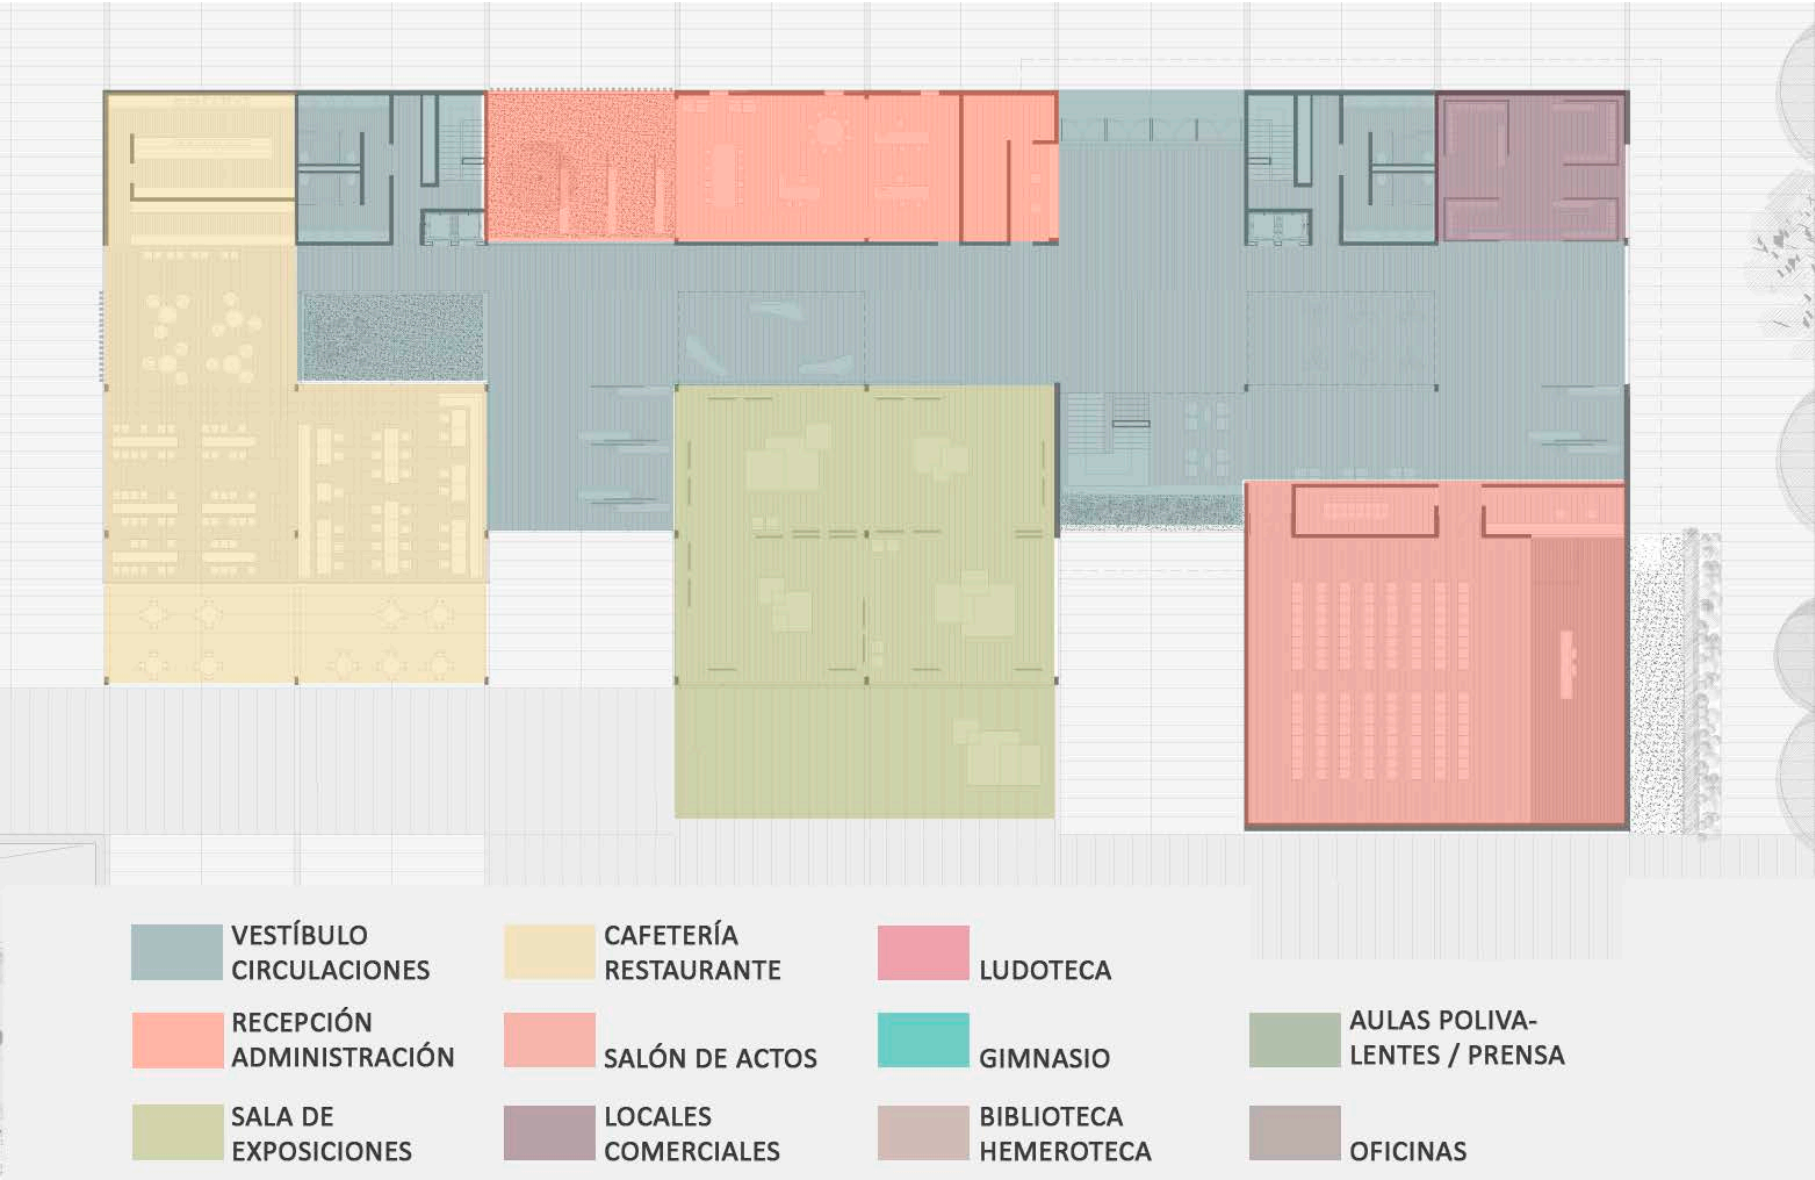 VESTÍBULO
CIRCULACIONES
CAFETERÍA
RESTAURANTE
LUDOTECA
RECEPCIÓN
ADMINISTRACIÓN
SALÓN DE ACTOS
GIMNASIO
AULAS POLIVA-
LENTES / PRENSA
SALA DE
EXPOSICIONES
LOCALES
COMERCIALES
BIBLIOTECA
HEMEROTECA
OFICINAS